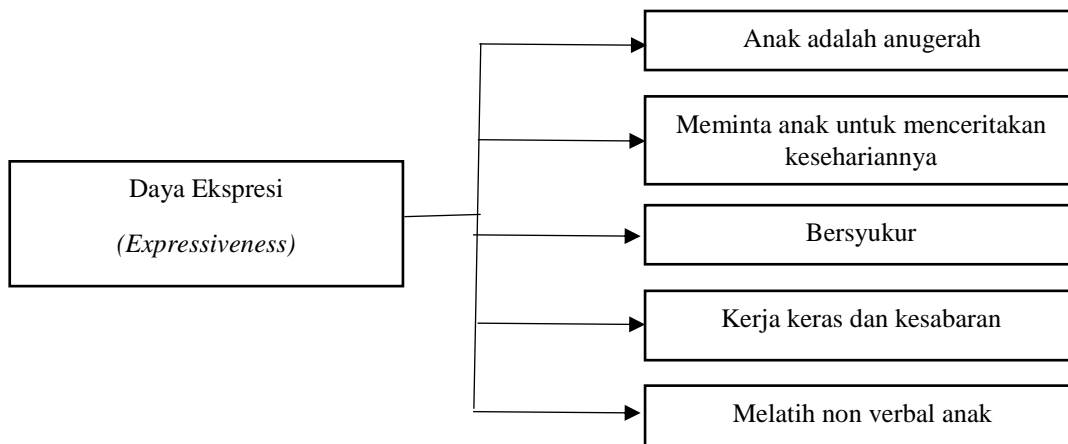 Anak adalah anugerah
Meminta anak untuk menceritakan
kesehariannya
Daya Ekspresi
(Expressiveness)
Bersyukur
Kerja keras dan kesabaran
Melatih non verbal anak